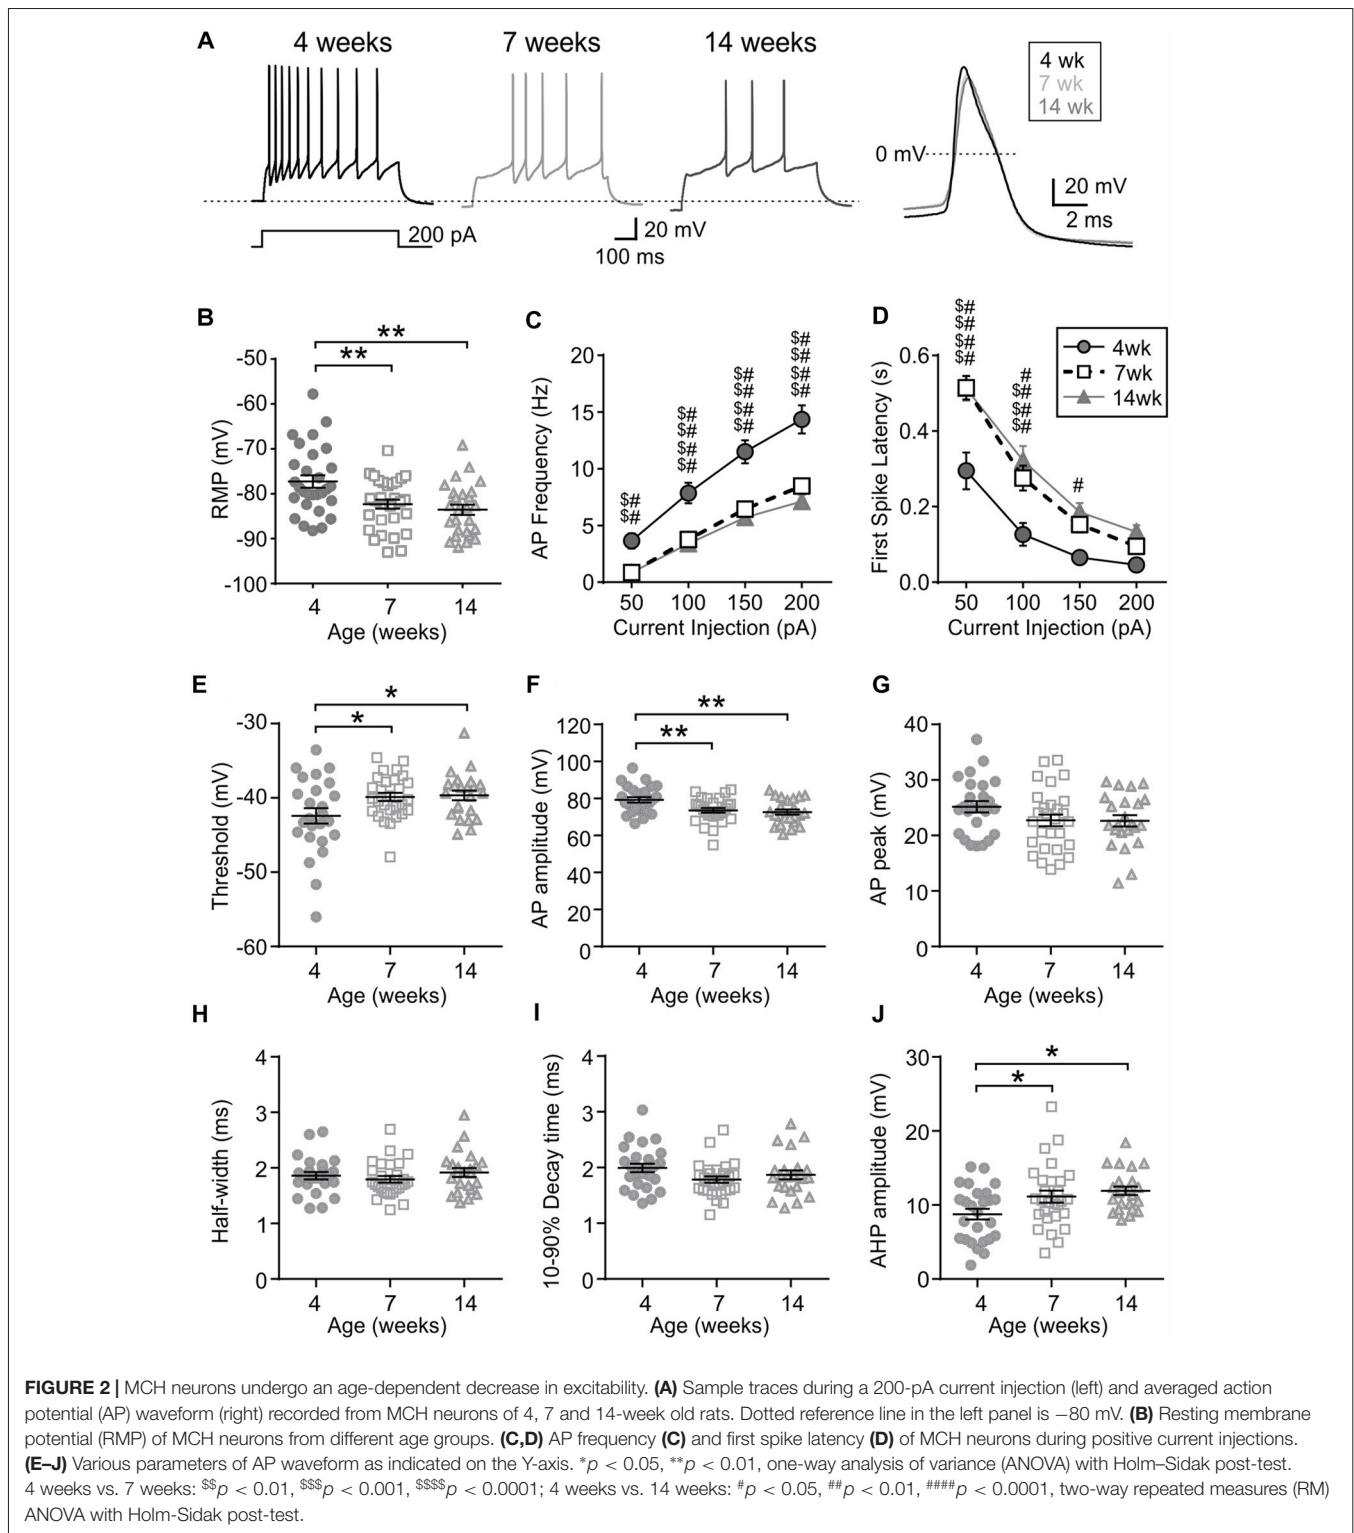 A
4 weeks
7 weeks
14 weeks
4 wk
7 wk
14 wk
0 mV
20 mV
2 ms
200 pA
20 mV
100 ms
B
**
**
-50
-60
-70
-80
-90
-100
RMP (mV)
4
7
14
Age (weeks)
C
20
15
10
5
0
AP Frequency (Hz)
$#
$#
$#
$#
$#
$#
$#
$#
$#
$#
$#
$#
$#
$#
50
100
150
200
Current Injection (pA)
D
0.6
0.4
0.2
0.0
First Spike Latency (s)
$#
$#
$#
$#
#
$#
$#
$#
#
4wk
7wk
14wk
50
100
150
200
Current Injection (pA)
E
*
*
-30
-40
-50
-60
Threshold (mV)
4
7
14
Age (weeks)
F
**
**
120
100
80
60
40
20
0
AP amplitude (mV)
4
7
14
Age (weeks)
G
40
30
20
10
0
AP peak (mV)
4
7
14
Age (weeks)
H
4
3
2
1
0
Half-width (ms)
4
7
14
Age (weeks)
I
4
3
2
1
0
10-90% Decay time (ms)
4
7
14
Age (weeks)
J
*
*
30
20
10
0
AHP amplitude (mV)
4
7
14
Age (weeks)
FIGURE 2 | MCH neurons undergo an age-dependent decrease in excitability. (A) Sample traces during a 200-pA current injection (left) and averaged action
potential (AP) waveform (right) recorded from MCH neurons of 4, 7 and 14-week old rats. Dotted reference line in the left panel is −80 mV. (B) Resting membrane
potential (RMP) of MCH neurons from different age groups. (C,D) AP frequency (C) and first spike latency (D) of MCH neurons during positive current injections.
(E–J) Various parameters of AP waveform as indicated on the Y-axis. *p < 0.05, **p < 0.01, one-way analysis of variance (ANOVA) with Holm–Sidak post-test.
4 weeks vs. 7 weeks: $$p < 0.01, $$$p < 0.001, $$$$p < 0.0001; 4 weeks vs. 14 weeks: #p < 0.05, ##p < 0.01, ####p < 0.0001, two-way repeated measures (RM)
ANOVA with Holm-Sidak post-test.